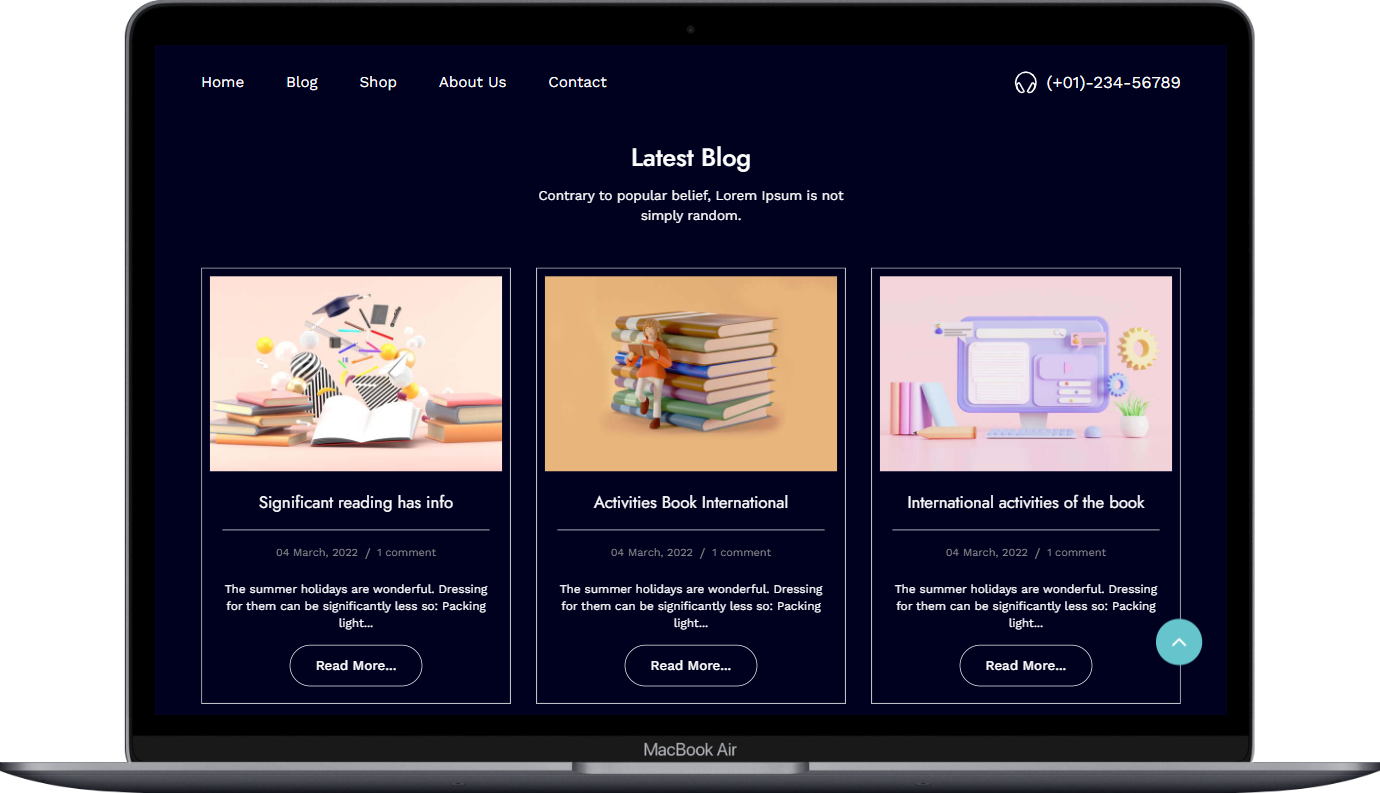 Home Blog Shop About Us Contact (+01)-234-56789
Latest Blog
Contrary to popular belief, Lorem Ipsum is not
simply random.
Significant reading has info
04 March, 2022 / 1 comment
The summer holidays are wonderful. Dressing
for them can be significantly less so: Packing
light...
Read More...
Activities Book International
04 March, 2022 / 1 comment
The summer holidays are wonderful. Dressing
for them can be significantly less so: Packing
light...
Read More...
International activities of the book
04 March, 2022 / 1 comment
The summer holidays are wonderful. Dressing
for them can be significantly less so: Packing
light...
Read More...
MacBook Air